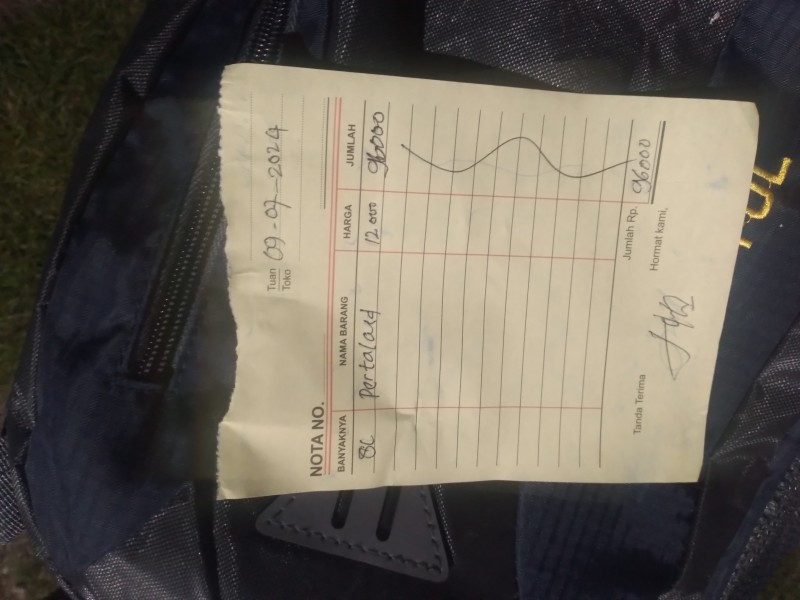 09-07-2024
Tuan
Toko
NOTA NO.
BANYAKNYA NAMA BARANG HARGA JUMLAH
8L Pertalard 12 000 96000
Jumlah Rp. 96000
Tanda Terima Hormat kami,